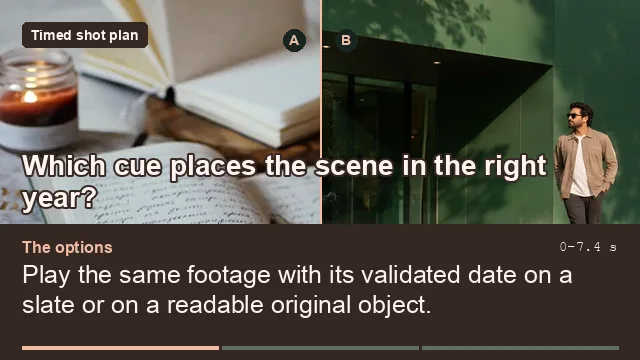 Timed shot plan
A
B
Which cue places the scene in the right
year?
The options
0–7.4 s
Play the same footage with its validated date on a
slate or on a readable original object.